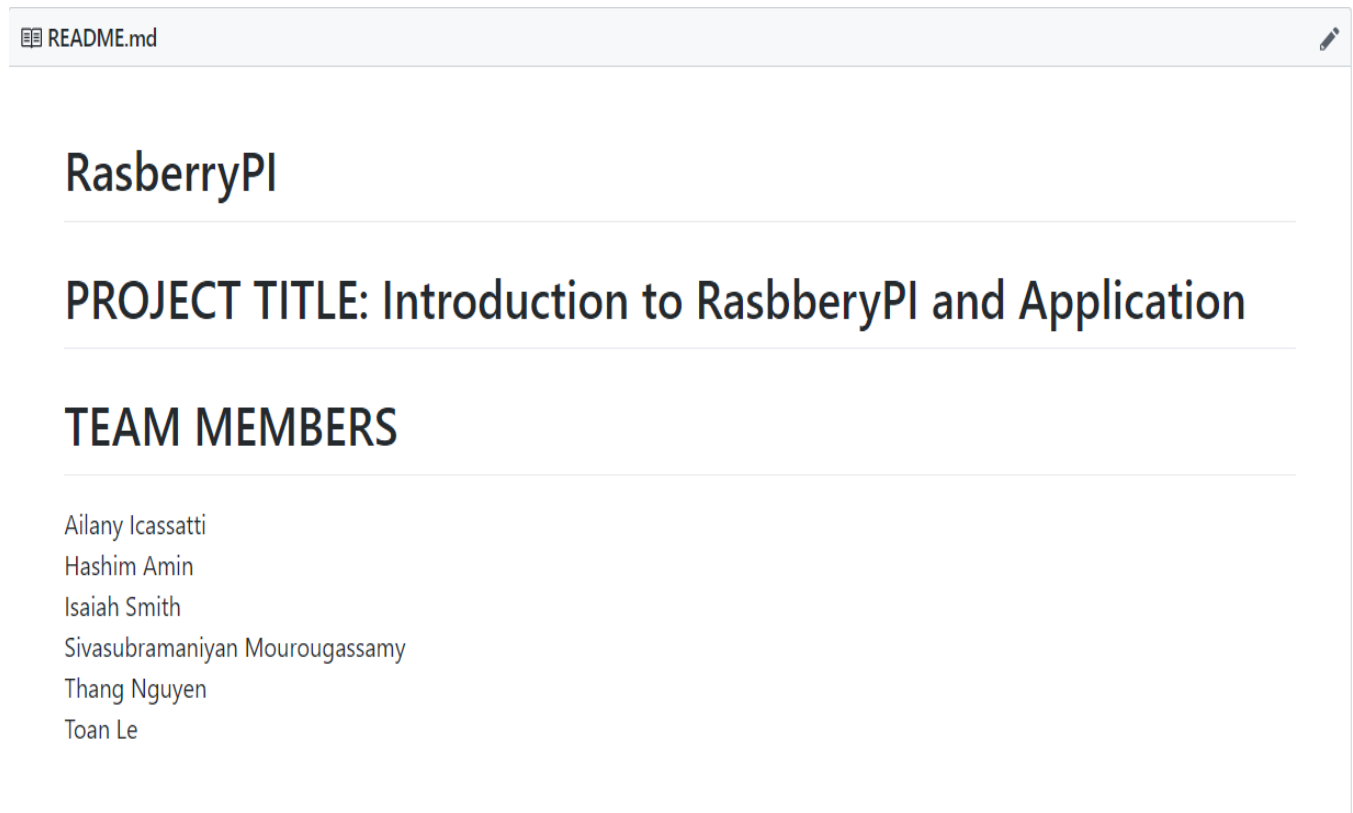 README.md
RasberryPI
PROJECT TITLE: Introduction to RasbberyPI and Application
TEAM MEMBERS
Ailany Icassatti
Hashim Amin
Isaiah Smith
Sivasubramaniyan Mourougassamy
Thang Nguyen
Toan Le